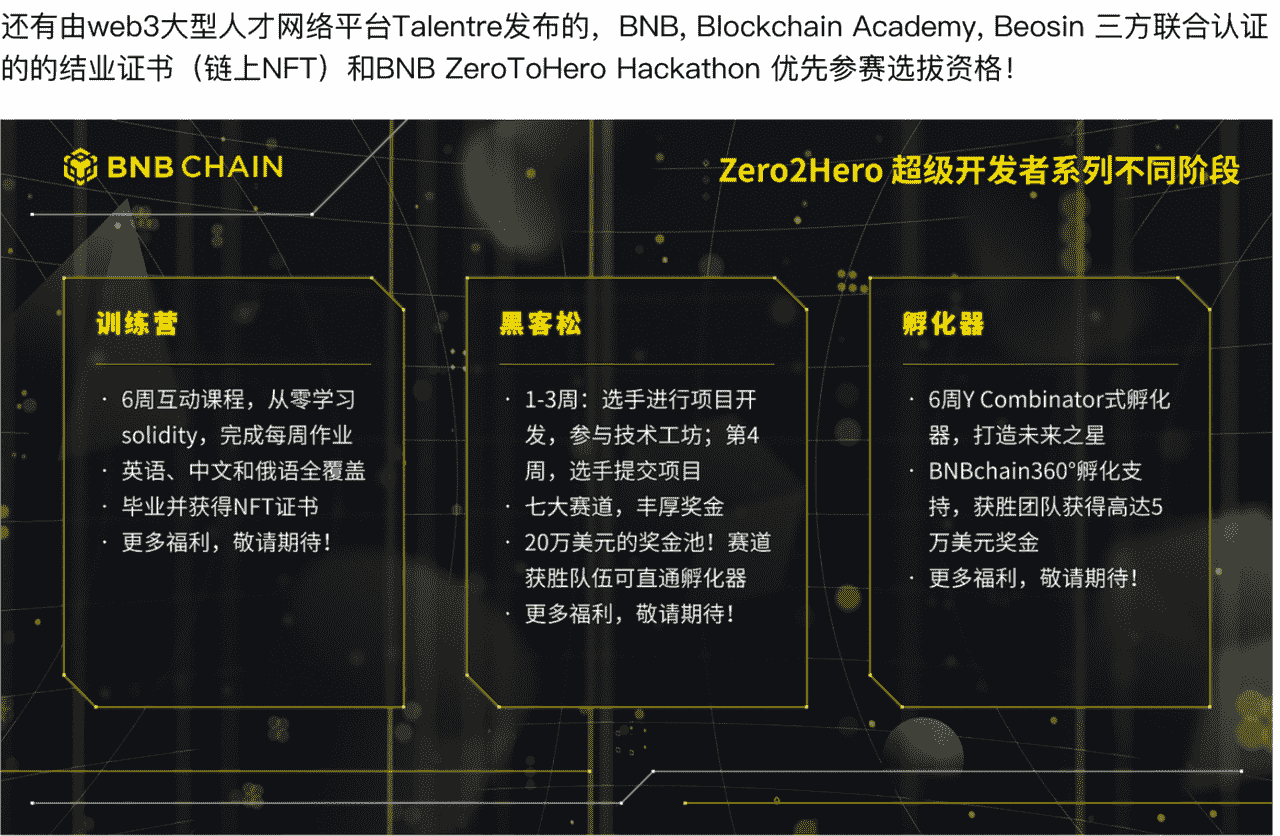 还有由web3大型人才网络平台Talentre发布的，BNB, Blockchain Academy, Beosin 三方联合认证
的的结业证书（链上NFT）和BNB ZeroToHero Hackathon 优先参赛选拔资格！
BNB CHAIN
Zero2Hero 超级开发者系列不同阶段
训练营
· 6周互动课程，从零学习
solidity，完成每周作业
· 英语、中文和俄语全覆盖
· 毕业并获得NFT证书
· 更多福利，敬请期待！
黑客松
· 1-3周：选手进行项目开
发，参与技术工坊；第4
周，选手提交项目
· 七大赛道，丰厚奖金
· 20万美元的奖金池！赛道
获胜队伍可直通孵化器
· 更多福利，敬请期待！
孵化器
· 6周Y Combinator式孵化
器，打造未来之星
· BNBchain360°孵化支
持，获胜团队获得高达5
万美元奖金
· 更多福利，敬请期待！